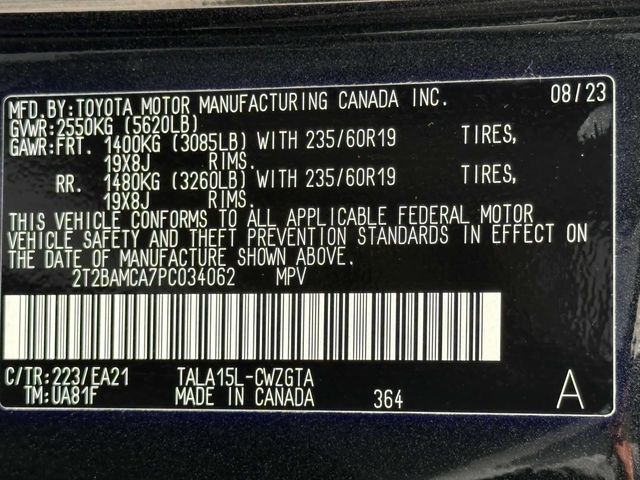 MFD.BY:TOYOTA MOTOR MANUFACTURING CANADA INC. 08/23
GVWR:2550KG (5620LB)
GAWR:FRT. 1400KG (3085LB) WITH 235/60R19 TIRES,
19X8J RIMS.
RR. 1480KG (3260LB) WITH 235/60R19 TIRES,
19X8J RIMS.
THIS VEHICLE CONFORMS TO ALL APPLICABLE FEDERAL MOTOR
VEHICLE SAFETY AND THEFT PREVENTION STANDARDS IN EFFECT ON
THE DATE OF MANUFACTURE SHOWN ABOVE.
2T2BAMCA7PC034062 MPV
C/TR:223/EA21 TALA15L-CWZGTA
TM:UA81F MADE IN CANADA 364 A